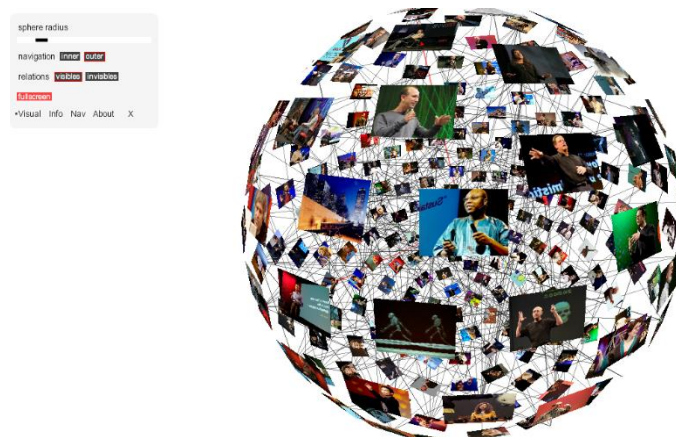 sphere radius
navigation inner outer
relations visibles invisibles
fullscreen
•Visual Info Nav About X